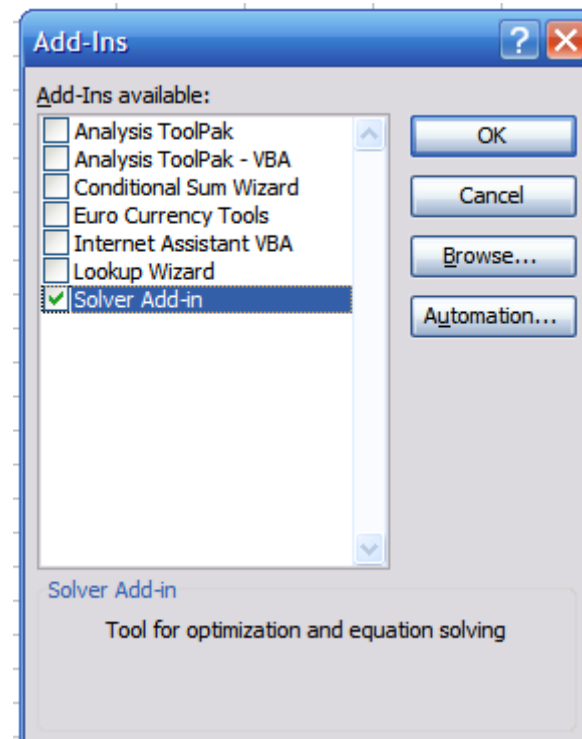 Add-Ins
?
Add-Ins available:
Analysis ToolPak
Analysis ToolPak - VBA
Conditional Sum Wizard
Euro Currency Tools
Internet Assistant VBA
Lookup Wizard
Solver Add-in
OK
Cancel
Browse...
Automation...
Solver Add-in
Tool for optimization and equation solving